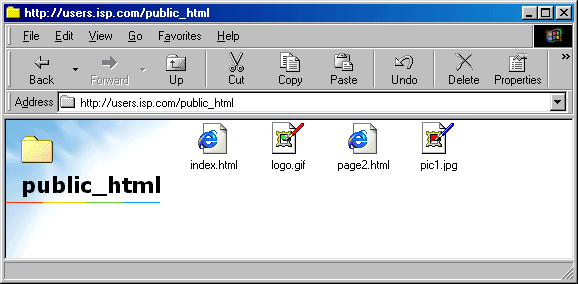 http://users.isp.com/public_html
File Edit View Go Favorites Help
Back Forward Up Cut Copy Paste Undo Delete Properties »
Address http://users.isp.com/public_html
public_html
index.html logo.gif page2.html pic1.jpg